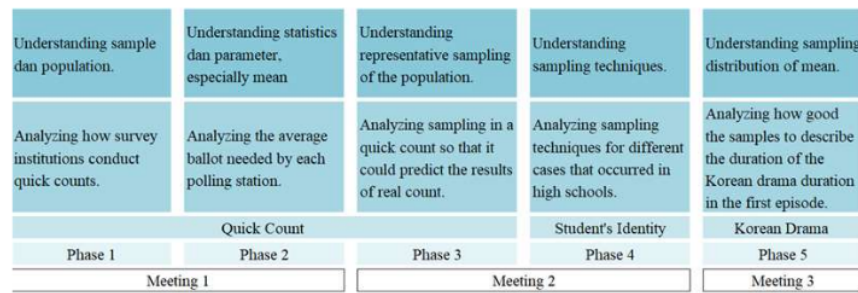 Understanding sample
dan population.
Understanding statistics
dan parameter,
especially mean
Understanding
representative sampling
of the population.
Understanding
sampling techniques.
Understanding sampling
distribution of mean.
Analyzing how survey
institutions conduct
quick counts.
Analyzing the average
ballot needed by each
polling station.
Analyzing sampling in a
quick count so that it
could predict the results
of real count.
Analyzing sampling
techniques for different
cases that occurred in
high schools.
Analyzing how good
the samples to describe
the duration of the
Korean drama duration
in the first episode.
Quick Count
Student's Identity
Korean Drama
Phase 1
Phase 2
Phase 3
Phase 4
Phase 5
Meeting 1
Meeting 2
Meeting 3